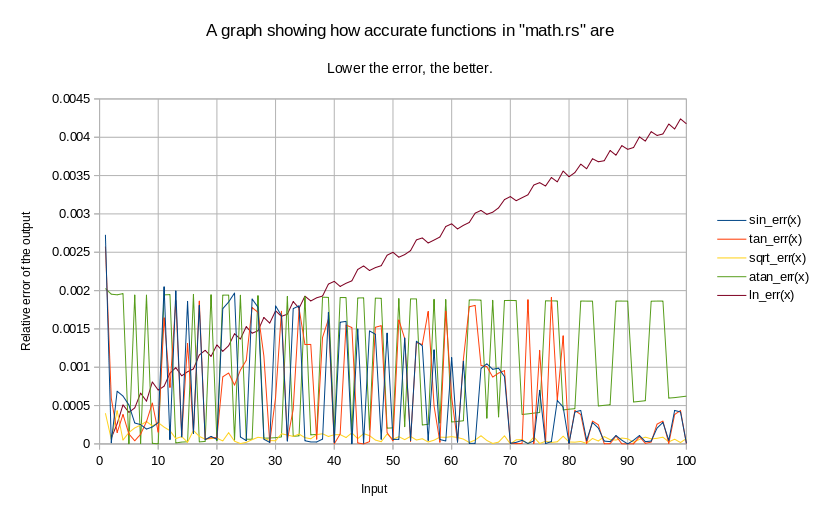 A graph showing how accurate functions in "math.rs" are
Lower the error, the better.
0.0045
0.004
0.0035
0.003
0.0025
0.002
0.0015
0.001
0.0005
0
0 10 20 30 40 50 60 70 80 90 100
Relative error of the output
Input
sin_err(x)
tan_err(x)
sqrt_err(x)
atan_err(x)
ln_err(x)